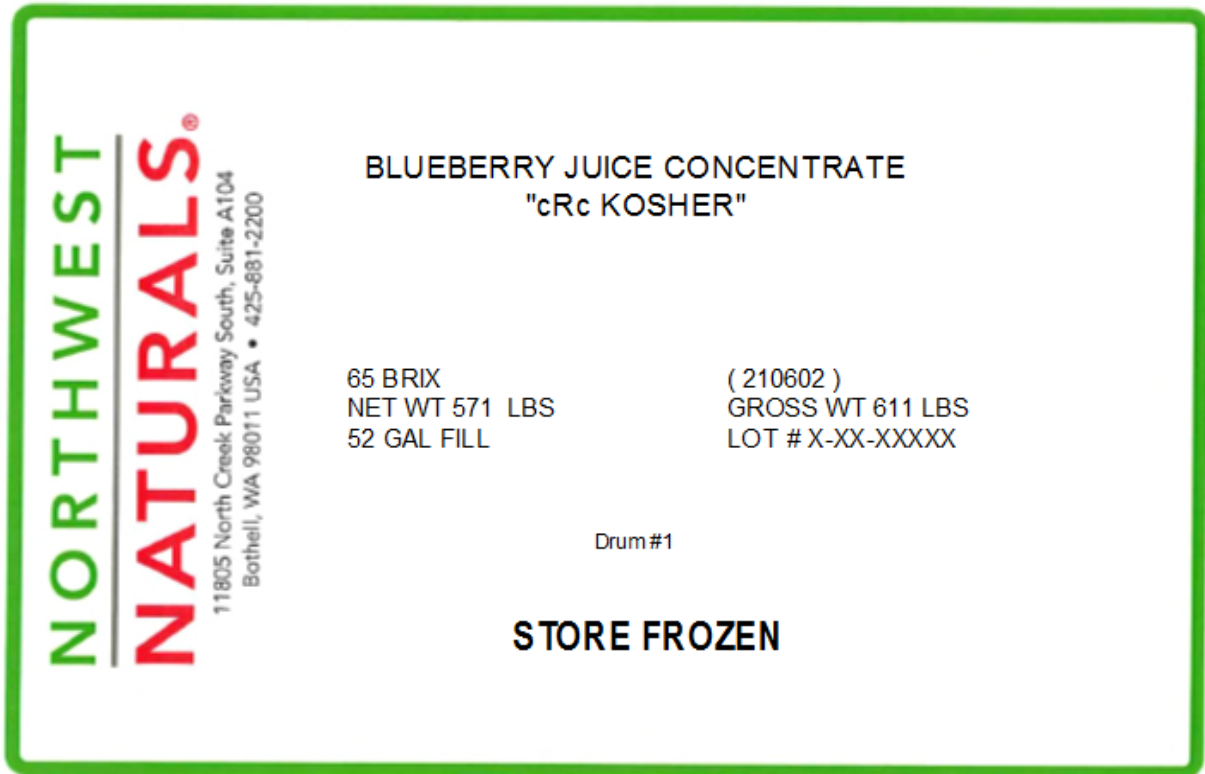 NORTHWEST
NATURALS®
11805 North Creek Parkway South, Suite A104
Bothell, WA 98011 USA • 425-881-2200
BLUEBERRY JUICE CONCENTRATE
"cRc KOSHER"
65 BRIX ( 210602 )
NET WT 571 LBS GROSS WT 611 LBS
52 GAL FILL LOT # X-XX-XXXXX
Drum #1
STORE FROZEN